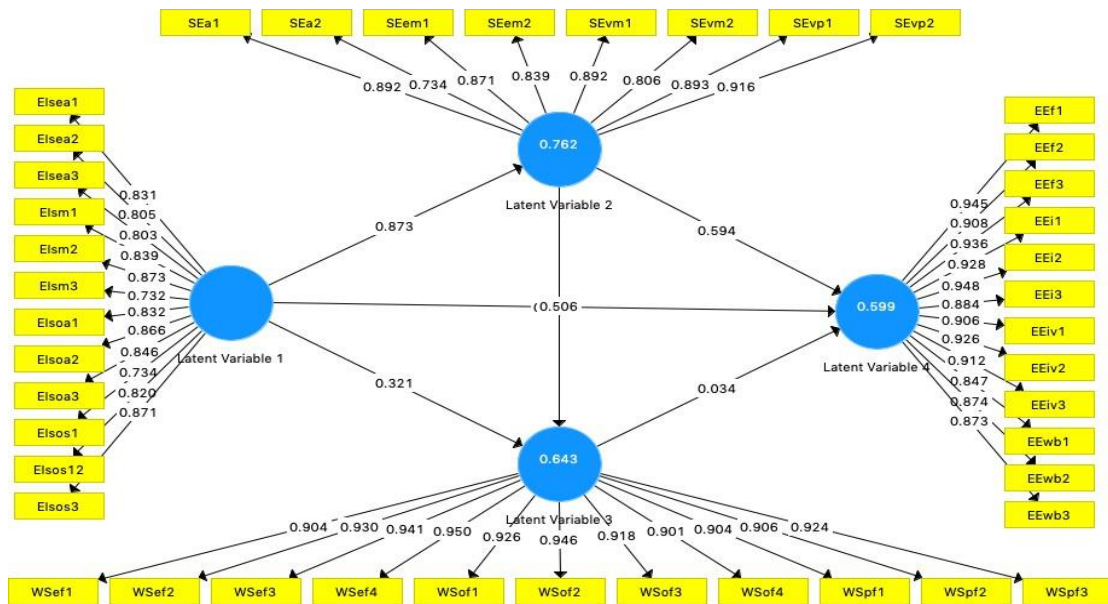 SEa1 SEa2 SEem1 SEem2 SEvm1 SEvm2 SEvp1 SEvp2
0.892 0.734 0.871 0.839 0.892 0.806 0.893 0.916
EIsea1
EIsea2
EIsea3
EIsm1
EIsm2
EIsm3
EIsoa1
EIsoa2
EIsoa3
EIsos1
EIsos12
EIsos3
0.831
0.805
0.803
0.839
0.873
0.732
0.832
0.866
0.846
0.734
0.820
0.871
Latent Variable 1
0.762
Latent Variable 2
0.873
0.594
0.506
0.321
0.034
0.643
Latent Variable 3
0.599
Latent Variable 4
0.945
0.908
0.936
0.928
0.948
0.884
0.906
0.926
0.912
0.847
0.874
0.873
EEf1
EEf2
EEf3
EEi1
EEi2
EEi3
EEiv1
EEiv2
EEiv3
EEwb1
EEwb2
EEwb3
0.904 0.930 0.941 0.950 0.926 0.946 0.918 0.901 0.904 0.906 0.924
WSef1 WSef2 WSef3 WSef4 WSof1 WSof2 WSof3 WSof4 WSpf1 WSpf2 WSpf3